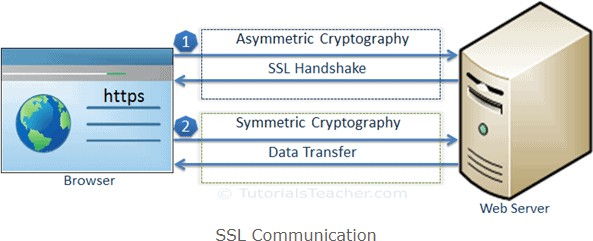 1
Asymmetric Cryptography
SSL Handshake
https
2
Symmetric Cryptography
Data Transfer
Browser
© TutorialsTeacher.com
Web Server
SSL Communication